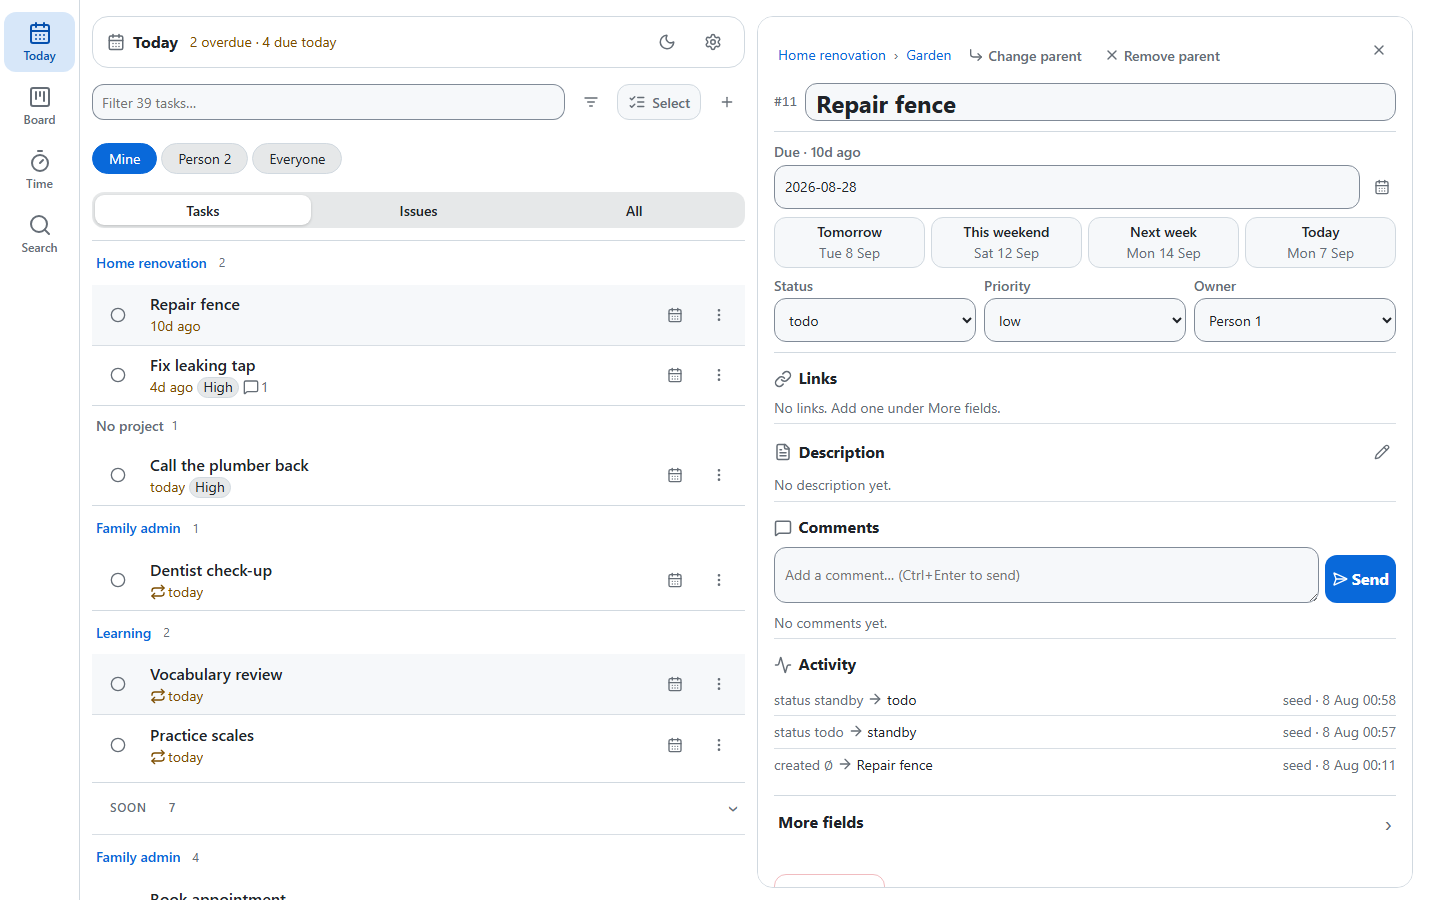 Today
Board
Time
Search
Today 2 overdue · 4 due today
Filter 39 tasks...
Select
Mine
Person 2
Everyone
Tasks
Issues
All
Home renovation 2
Repair fence
10d ago
Fix leaking tap
4d ago High 1
No project 1
Call the plumber back
today High
Family admin 1
Dentist check-up
today
Learning 2
Vocabulary review
today
Practice scales
today
SOON 7
Family admin 4
Book appointment
Home renovation › Garden Change parent Remove parent
#11 Repair fence
Due · 10d ago
2026-08-28
Tomorrow
Tue 8 Sep
This weekend
Sat 12 Sep
Next week
Mon 14 Sep
Today
Mon 7 Sep
Status
todo
Priority
low
Owner
Person 1
Links
No links. Add one under More fields.
Description
No description yet.
Comments
Add a comment... (Ctrl+Enter to send)
Send
No comments yet.
Activity
status standby → todo seed · 8 Aug 00:58
status todo → standby seed · 8 Aug 00:57
created ∅ → Repair fence seed · 8 Aug 00:11
More fields